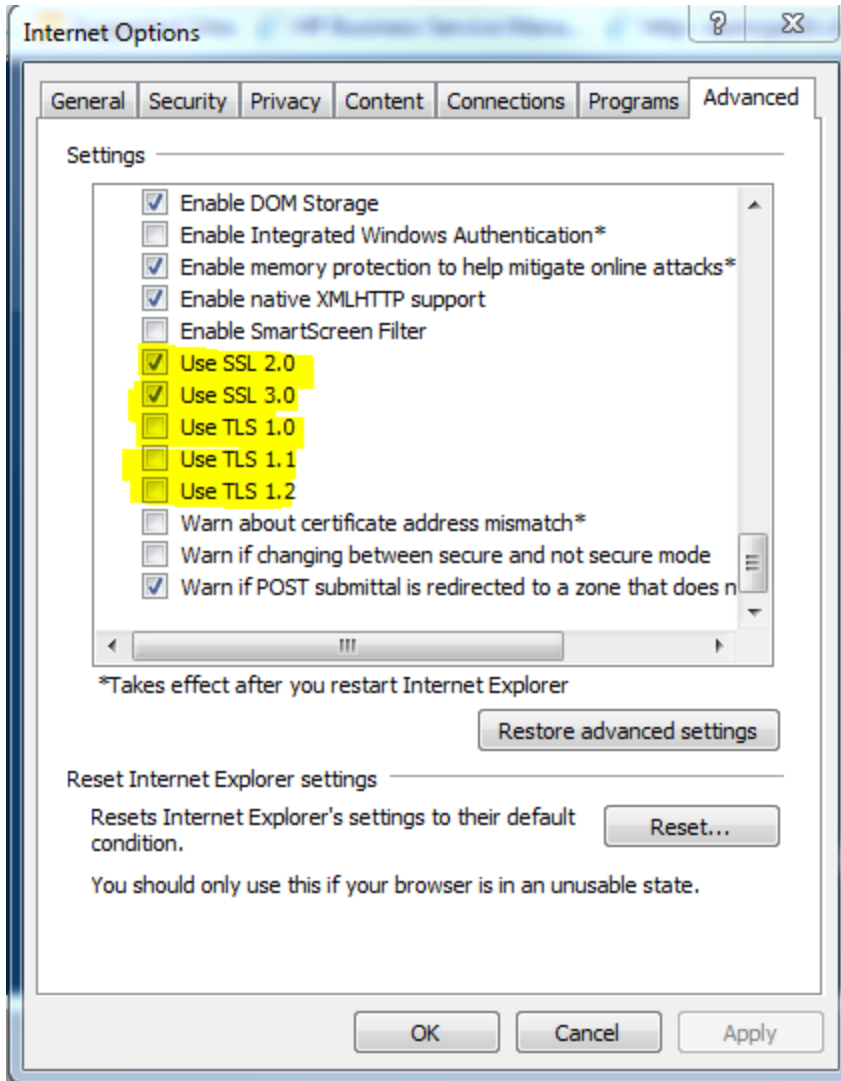 Internet Options
General Security Privacy Content Connections Programs Advanced
Settings
Enable DOM Storage
Enable Integrated Windows Authentication*
Enable memory protection to help mitigate online attacks*
Enable native XMLHTTP support
Enable SmartScreen Filter
Use SSL 2.0
Use SSL 3.0
Use TLS 1.0
Use TLS 1.1
Use TLS 1.2
Warn about certificate address mismatch*
Warn if changing between secure and not secure mode
Warn if POST submittal is redirected to a zone that does n
*Takes effect after you restart Internet Explorer
Restore advanced settings
Reset Internet Explorer settings
Resets Internet Explorer's settings to their default
condition.
Reset...
You should only use this if your browser is in an unusable state.
OK Cancel Apply